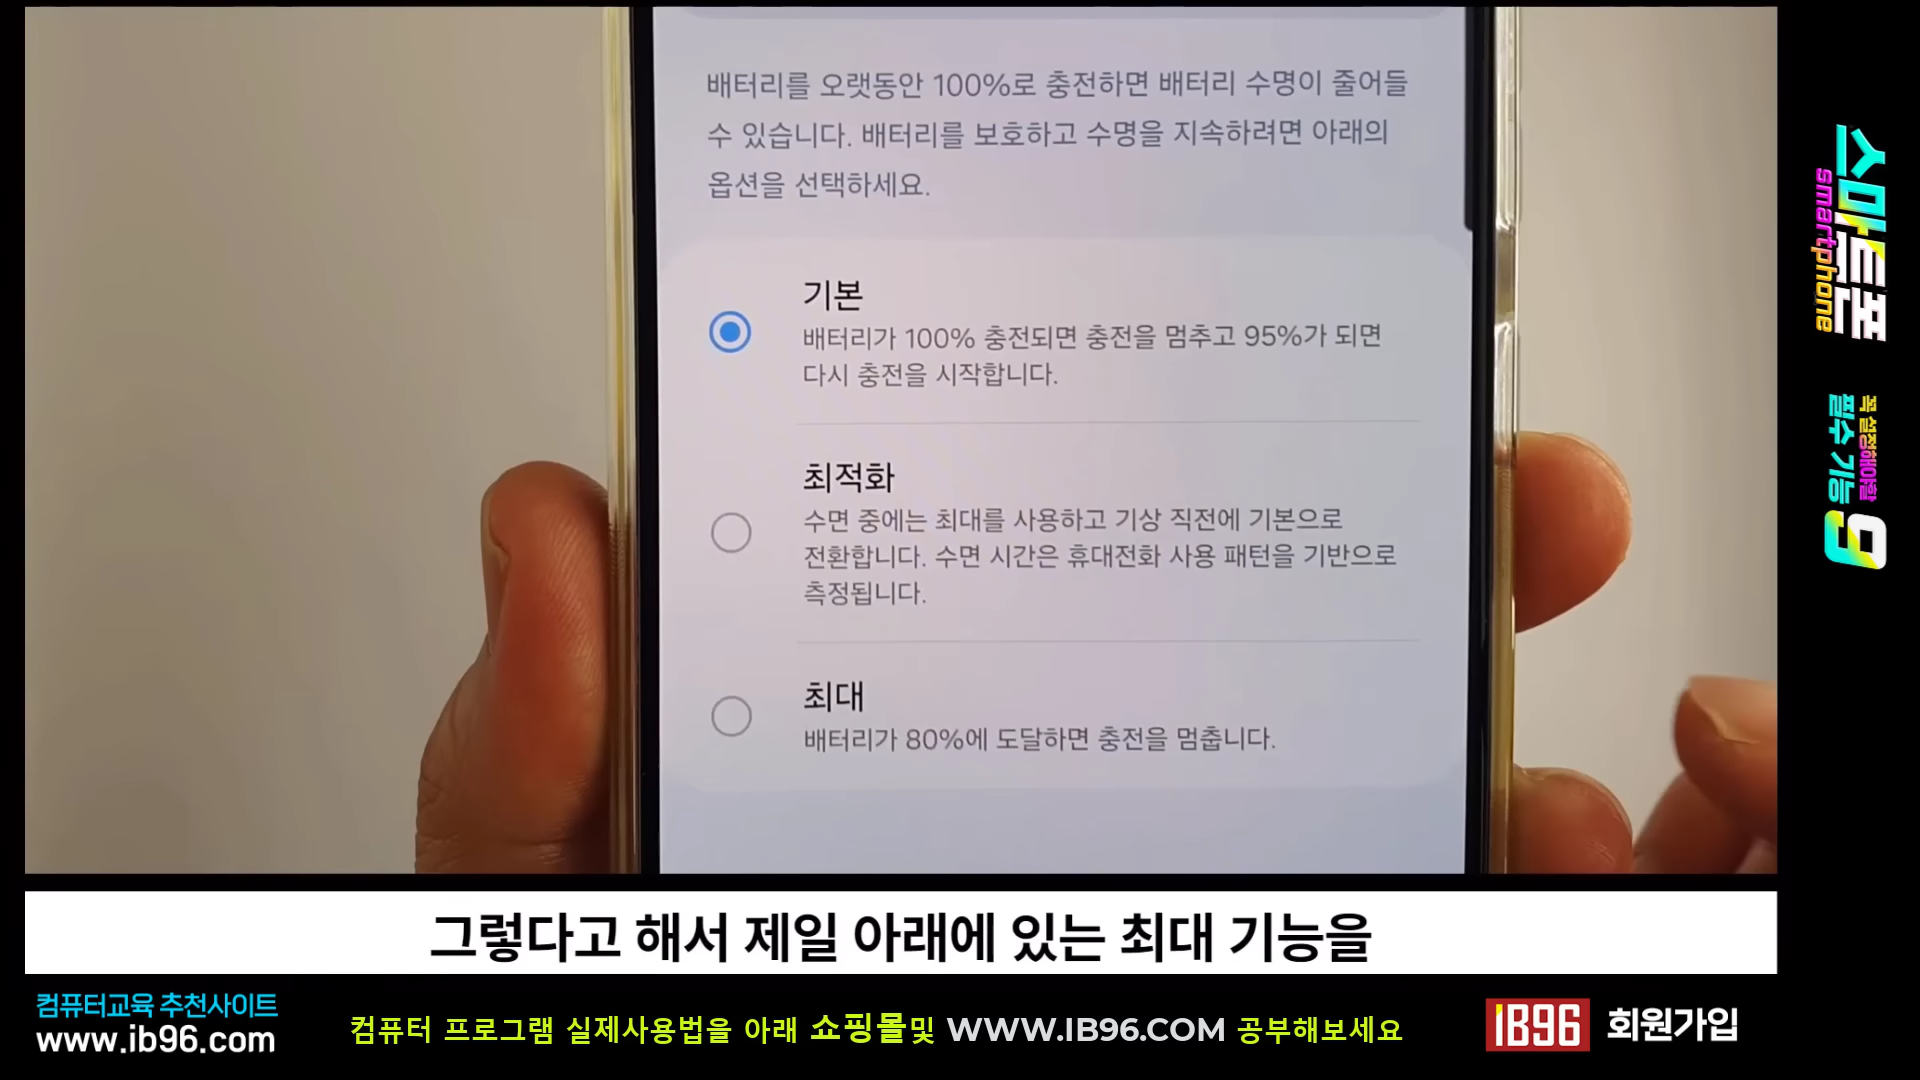 배터리를 오랫동안 100%로 충전하면 배터리 수명이 줄어들
수 있습니다. 배터리를 보호하고 수명을 지속하려면 아래의
옵션을 선택하세요.
기본
배터리가 100% 충전되면 충전을 멈추고 95%가 되면
다시 충전을 시작합니다.
최적화
수면 중에는 최대를 사용하고 기상 직전에 기본으로
전환합니다. 수면 시간은 휴대전화 사용 패턴을 기반으로
측정됩니다.
최대
배터리가 80%에 도달하면 충전을 멈춥니다.
스마트폰
smartphone
꼭 설정해야할
필수 기능 9
그렇다고 해서 제일 아래에 있는 최대 기능을
컴퓨터교육 추천사이트
www.ib96.com
컴퓨터 프로그램 실제사용법을 아래 쇼핑몰및 WWW.IB96.COM 공부해보세요
IB96 회원가입